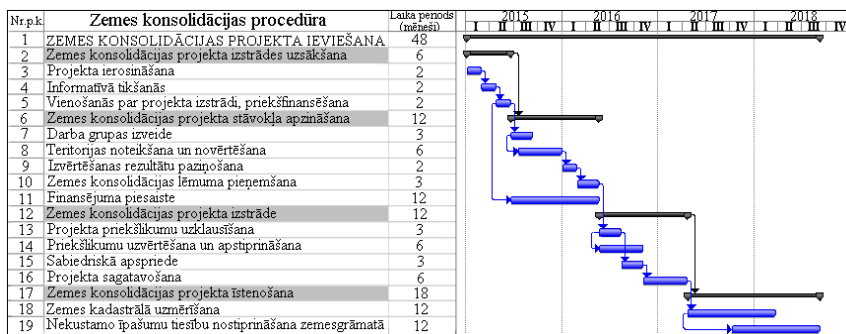 Nr.p.k. Zemes konsolidācijas procedūra Laika periods (mēneši) 2015 2016 2017 2018
I II III IV I II III IV I II III IV I II III IV
1 ZEMES KONSOLIDĀCIJAS PROJEKTA IEVIEŠANA 48
2 Zemes konsolidācijas projekta izstrādes uzsākšana 6
3 Projekta ierosināšana 2
4 Informatīvā tikšanās 2
5 Vienošanās par projekta izstrādi, priekšfinansēšana 2
6 Zemes konsolidācijas projekta stāvokļa apzināšana 12
7 Darba grupas izveide 3
8 Teritorijas noteikšana un novērtēšana 6
9 Izvērtēšanas rezultātu paziņošana 2
10 Zemes konsolidācijas lēmuma pieņemšana 3
11 Finansējuma piesaiste 12
12 Zemes konsolidācijas projekta izstrāde 12
13 Projekta priekšlikumu uzklausīšana 3
14 Priekšlikumu uzvērtēšana un apstiprināšana 6
15 Sabiedriskā apspriede 3
16 Projekta sagatavošana 6
17 Zemes konsolidācijas projekta īstenošana 18
18 Zemes kadastrālā uzmērīšana 12
19 Nekustamo īpašumu tiesību nostiprināšana zemesgrāmatā 12